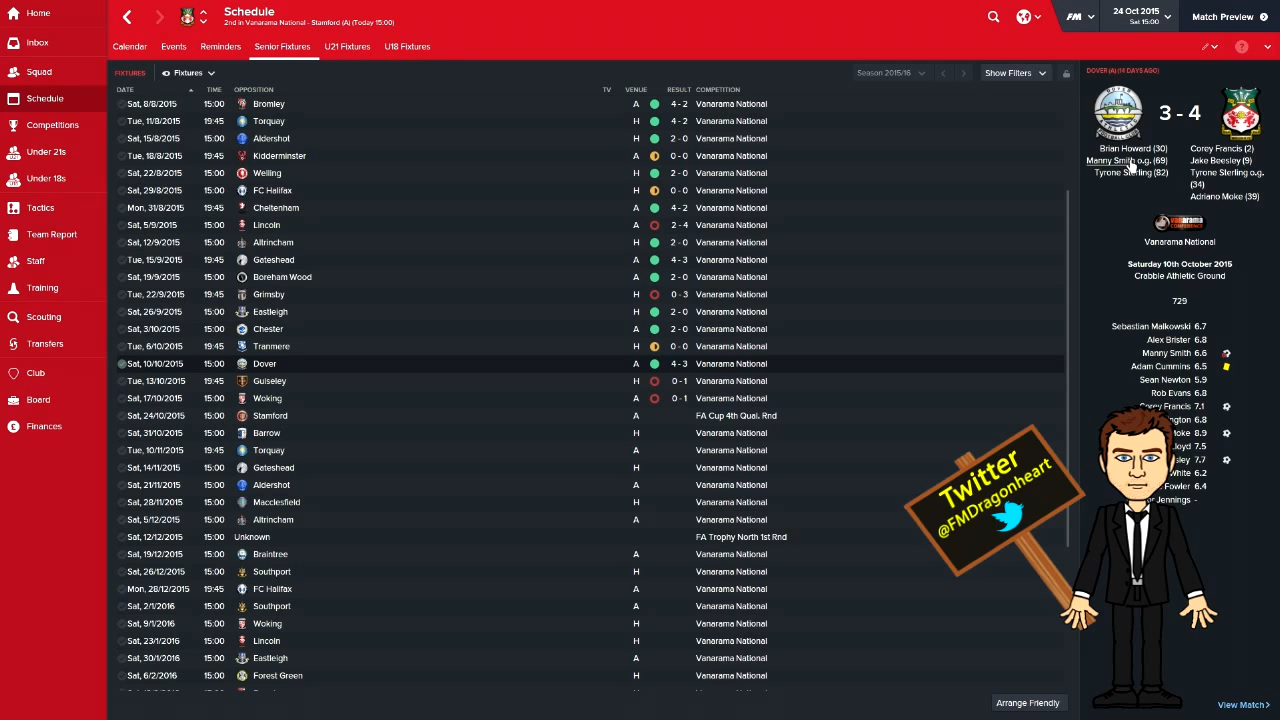 Home
Inbox
Squad
Schedule
Competitions
Under 21s
Under 18s
Tactics
Team Report
Staff
Training
Scouting
Transfers
Club
Board
Finances
Schedule
2nd in Vanarama National - Stamford (A) (Today 15:00)
FM
24 Oct 2015
Sat 15:00
Match Preview
Calendar Events Reminders Senior Fixtures U21 Fixtures U18 Fixtures
FIXTURES Fixtures Season 2015/16 Show Filters
DATE TIME OPPOSITION TV VENUE RESULT COMPETITION
Sat, 8/8/2015 15:00 Bromley A 4 - 2 Vanarama National
Tue, 11/8/2015 19:45 Torquay H 4 - 2 Vanarama National
Sat, 15/8/2015 15:00 Aldershot H 2 - 0 Vanarama National
Tue, 18/8/2015 19:45 Kidderminster A 0 - 0 Vanarama National
Sat, 22/8/2015 15:00 Welling H 2 - 0 Vanarama National
Sat, 29/8/2015 15:00 FC Halifax H 0 - 0 Vanarama National
Mon, 31/8/2015 19:45 Cheltenham A 4 - 2 Vanarama National
Sat, 5/9/2015 15:00 Lincoln A 2 - 4 Vanarama National
Sat, 12/9/2015 15:00 Altrincham H 2 - 0 Vanarama National
Tue, 15/9/2015 19:45 Gateshead A 4 - 3 Vanarama National
Sat, 19/9/2015 15:00 Boreham Wood A 2 - 0 Vanarama National
Tue, 22/9/2015 19:45 Grimsby H 0 - 3 Vanarama National
Sat, 26/9/2015 15:00 Eastleigh H 2 - 0 Vanarama National
Sat, 3/10/2015 15:00 Chester A 2 - 0 Vanarama National
Tue, 6/10/2015 19:45 Tranmere H 0 - 0 Vanarama National
Sat, 10/10/2015 15:00 Dover A 4 - 3 Vanarama National
Tue, 13/10/2015 19:45 Guiseley H 0 - 1 Vanarama National
Sat, 17/10/2015 15:00 Woking A 0 - 1 Vanarama National
Sat, 24/10/2015 15:00 Stamford A FA Cup 4th Qual. Rnd
Sat, 31/10/2015 15:00 Barrow H Vanarama National
Tue, 10/11/2015 19:45 Torquay A Vanarama National
Sat, 14/11/2015 15:00 Gateshead H Vanarama National
Sat, 21/11/2015 15:00 Aldershot A Vanarama National
Sat, 28/11/2015 15:00 Macclesfield H Vanarama National
Sat, 5/12/2015 15:00 Altrincham A Vanarama National
Sat, 12/12/2015 15:00 Unknown FA Trophy North 1st Rnd
Sat, 19/12/2015 15:00 Braintree A Vanarama National
Sat, 26/12/2015 15:00 Southport H Vanarama National
Mon, 28/12/2015 19:45 FC Halifax A Vanarama National
Sat, 2/1/2016 15:00 Southport A Vanarama National
Sat, 9/1/2016 15:00 Woking H Vanarama National
Sat, 23/1/2016 15:00 Lincoln H Vanarama National
Sat, 30/1/2016 15:00 Eastleigh A Vanarama National
Sat, 6/2/2016 15:00 Forest Green H Vanarama National
Arrange Friendly
DOVER (A) (14 DAYS AGO)
3 - 4
Brian Howard (30)
Manny Smith o.g. (69)
Tyrone Sterling (82)
Corey Francis (2)
Jake Beesley (9)
Tyrone Sterling o.g.
(34)
Adriano Moke (39)
Vanarama National
Saturday 10th October 2015
Crabble Athletic Ground
729
Sebastian Malkowski 6.7
Alex Brister 6.8
Manny Smith 6.6
Adam Cummins 6.5
Sean Newton 5.9
Rob Evans 6.8
Corey Francis 7.1
6.8
8.9
7.5
7.7
White 6.2
Fowler 6.4
Jennings -
Twitter
@FMDragonheart
View Match